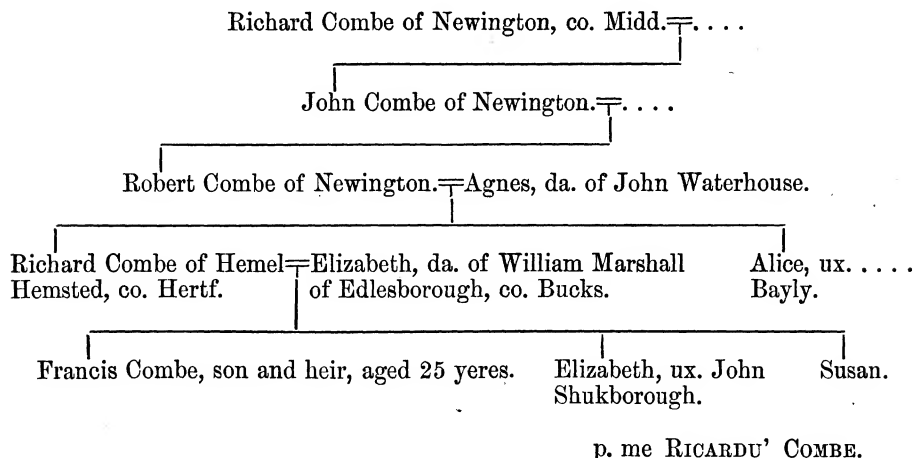 Richard Combe of Newington, co. Midd.=. . . .
John Combe of Newington.=. . . .
Robert Combe of Newington.=Agnes, da. of John Waterhouse.
Richard Combe of Hemel=Elizabeth, da. of William Marshall
Hemsted, co. Hertf.
of Edlesborough, co. Bucks.
Alice, ux. . . . .
Bayly.
Francis Combe, son and heir, aged 25 yeres.
Elizabeth, ux. John
Shukborough.
Susan.
p. me RICARDU' COMBE.